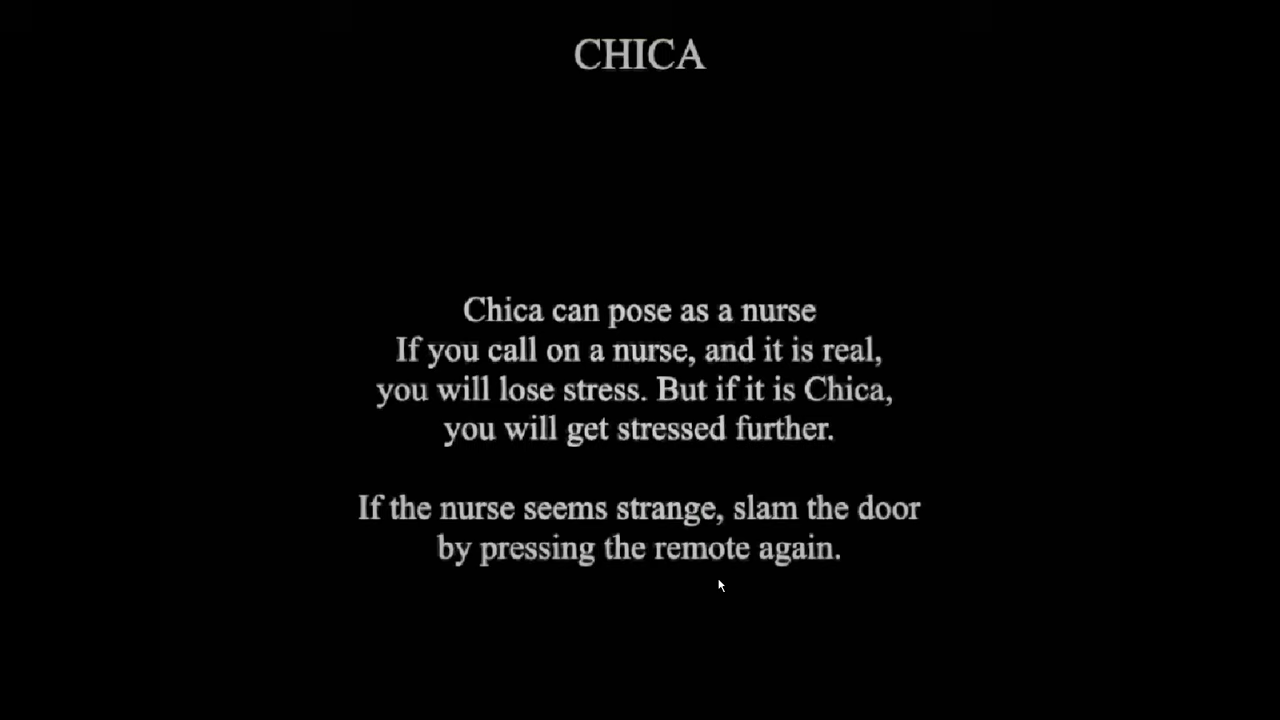 CHICA
Chica can pose as a nurse
If you call on a nurse, and it is real,
you will lose stress. But if it is Chica,
you will get stressed further.
If the nurse seems strange, slam the door
by pressing the remote again.